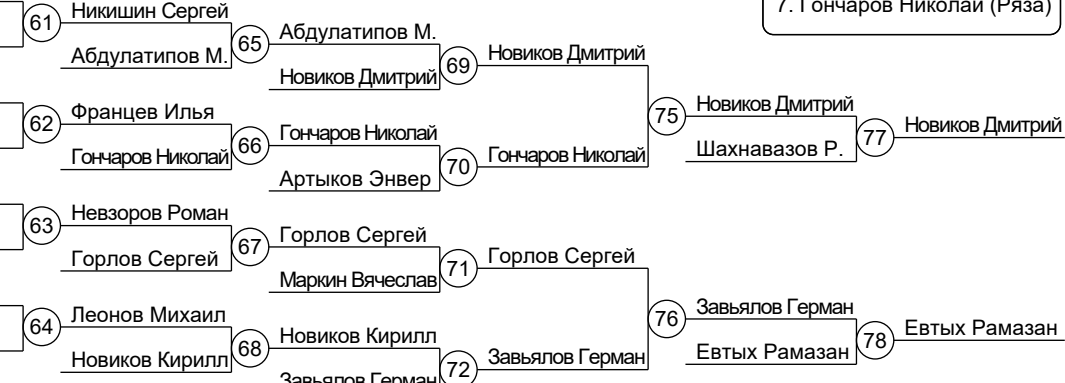 7. Гончаров Николай (Ряза)
61
Никишин Сергей
Абдулатипов М.
65
Абдулатипов М.
Новиков Дмитрий
69
Новиков Дмитрий
62
Францев Илья
Гончаров Николай
66
Гончаров Николай
Артыков Энвер
70
Гончаров Николай
75
Новиков Дмитрий
Шахнавазов Р.
77
Новиков Дмитрий
63
Невзоров Роман
Горлов Сергей
67
Горлов Сергей
Маркин Вячеслав
71
Горлов Сергей
64
Леонов Михаил
Новиков Кирилл
68
Новиков Кирилл
Завьялов Герман
72
Завьялов Герман
76
Завьялов Герман
Евтых Рамазан
78
Евтых Рамазан